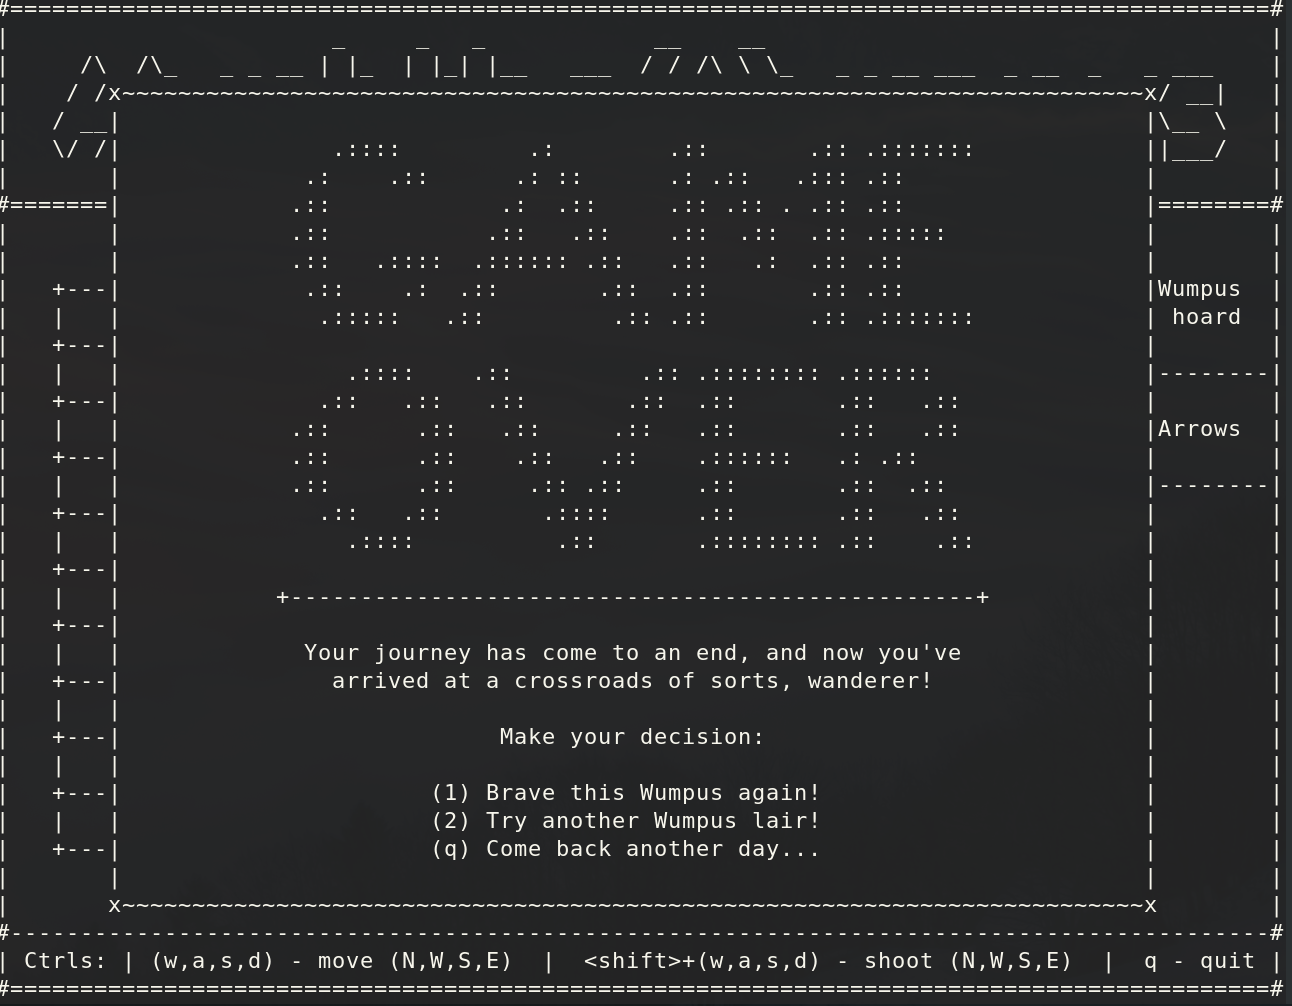 GAME
OVER
Wumpus
hoard
Arrows
Your journey has come to an end, and now you've
arrived at a crossroads of sorts, wanderer!
Make your decision:
(1) Brave this Wumpus again!
(2) Try another Wumpus lair!
(q) Come back another day...
Ctrls: | (w,a,s,d) - move (N,W,S,E) | <shift>+(w,a,s,d) - shoot (N,W,S,E) | q - quit